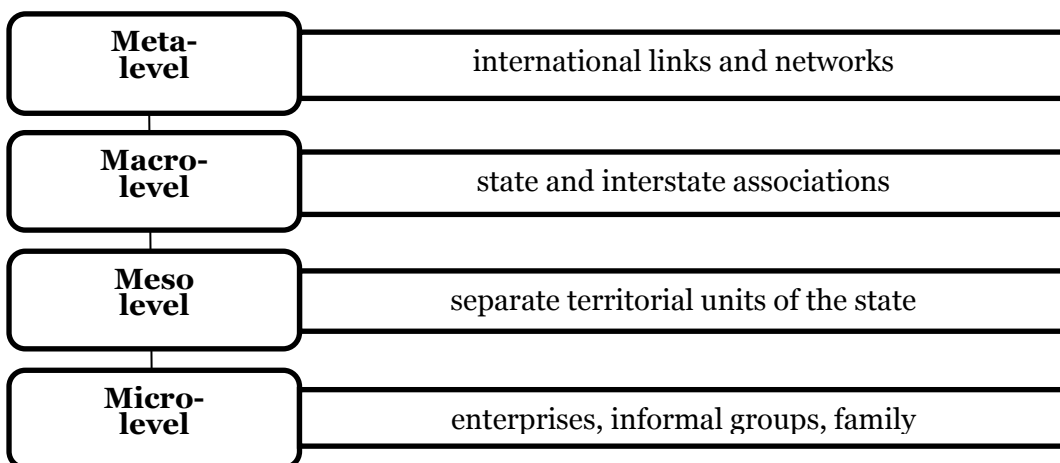 Meta-
level
international links and networks
Macro-
level
state and interstate associations
Meso
level
separate territorial units of the state
Micro-
level
enterprises, informal groups, family